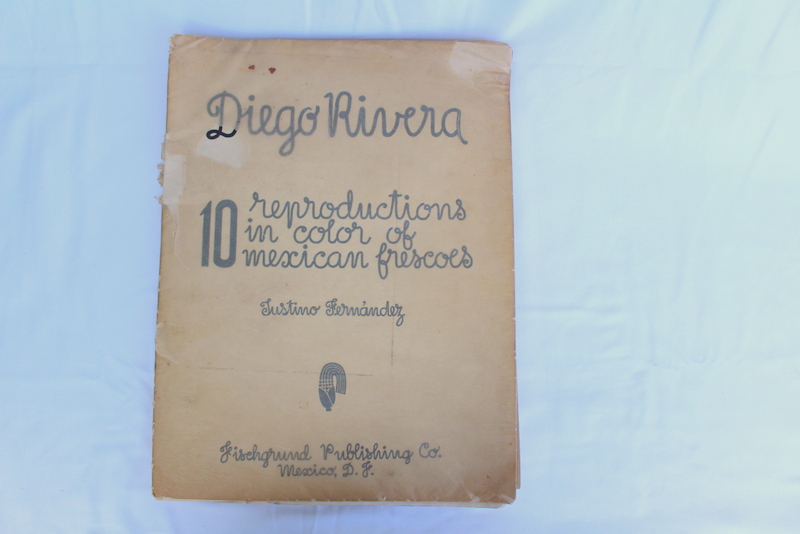 Diego Rivera
10 reproductions
in color of
mexican frescoes
Justino Fernández
Fischgrund Publishing Co.
Mexico, D. F.